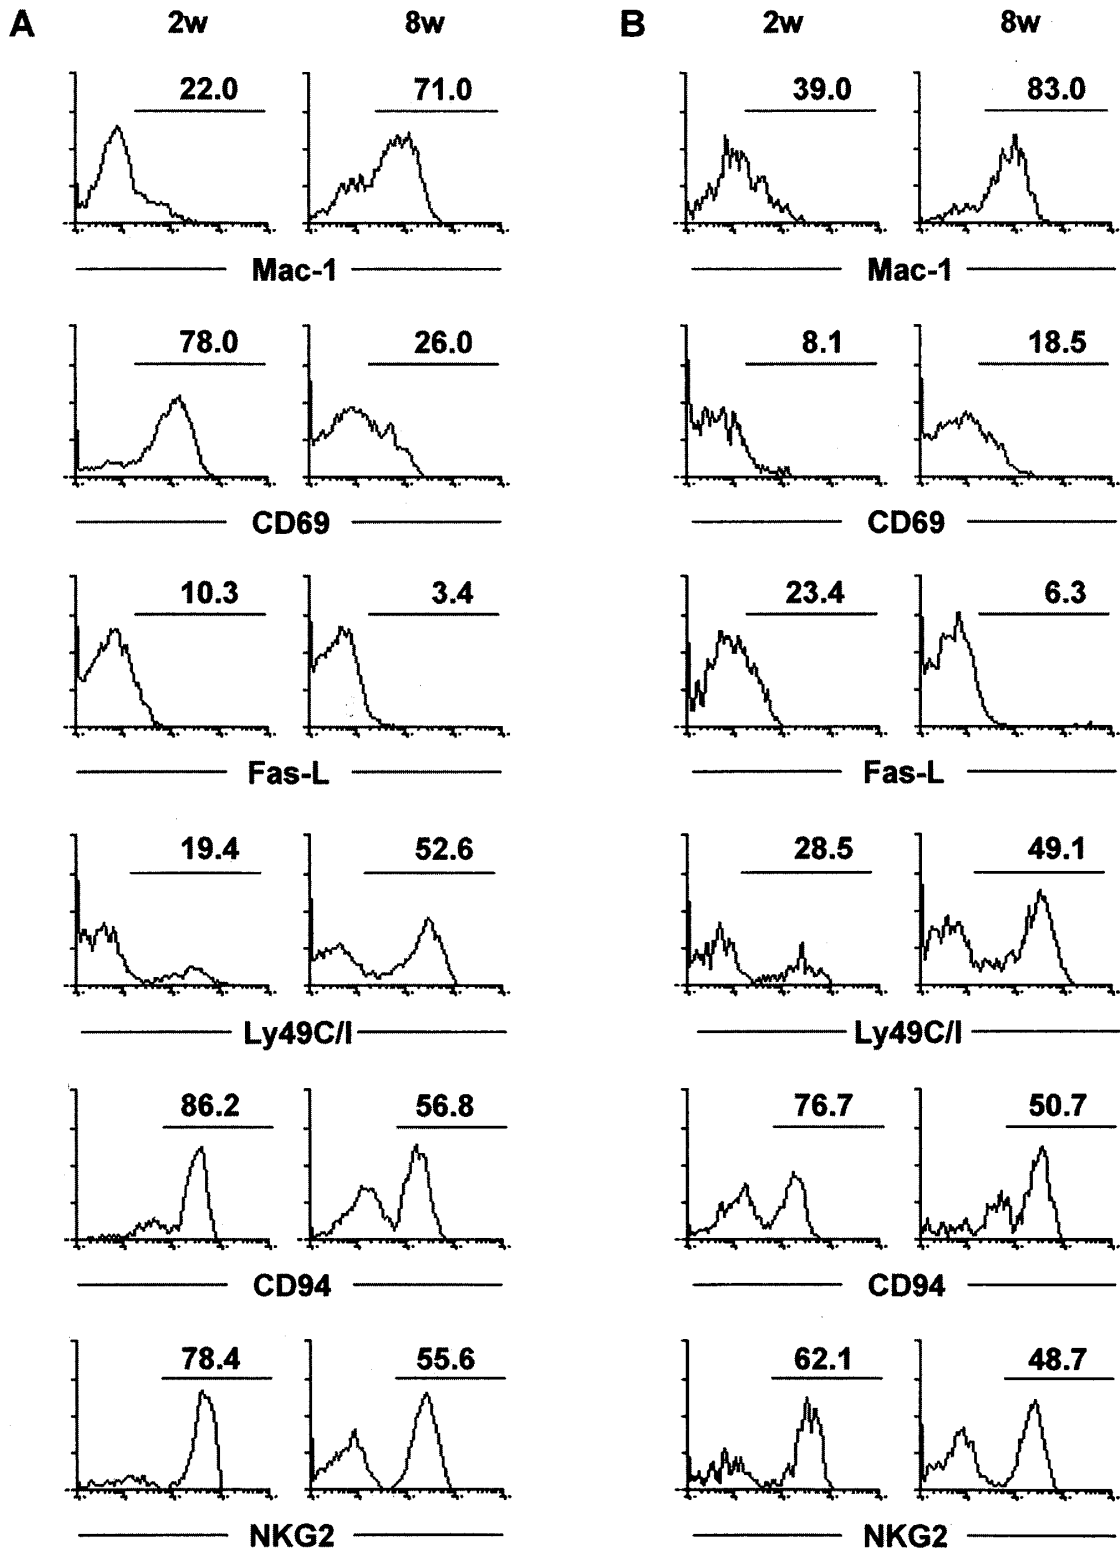 A 2w 8w B 2w 8w
22.0 71.0 39.0 83.0
Mac-1 Mac-1
78.0 26.0 8.1 18.5
CD69 CD69
10.3 3.4 23.4 6.3
Fas-L Fas-L
19.4 52.6 28.5 49.1
Ly49C/I Ly49C/I
86.2 56.8 76.7 50.7
CD94 CD94
78.4 55.6 62.1 48.7
NKG2 NKG2